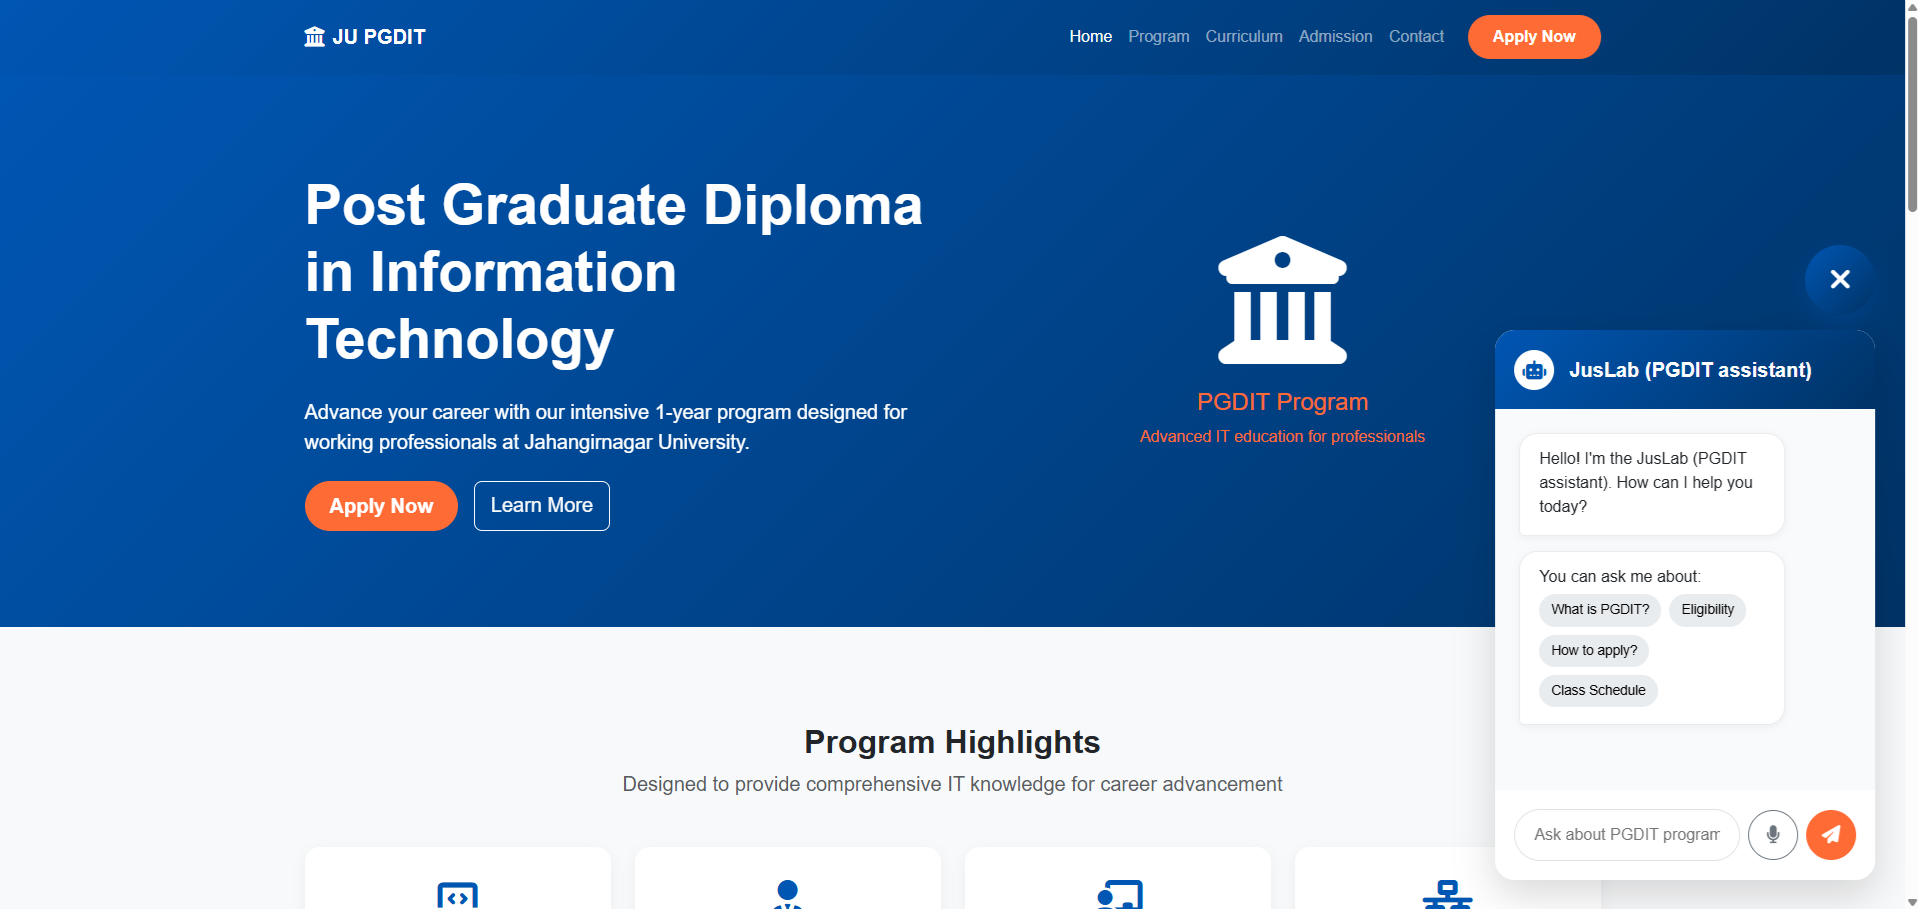 JU PGDIT
Home Program Curriculum Admission Contact Apply Now
Post Graduate Diploma
in Information
Technology
Advance your career with our intensive 1-year program designed for
working professionals at Jahangirnagar University.
Apply Now Learn More
PGDIT Program
Advanced IT education for professionals
Program Highlights
Designed to provide comprehensive IT knowledge for career advancement
JusLab (PGDIT assistant)
Hello! I'm the JusLab (PGDIT
assistant). How can I help you
today?
You can ask me about:
What is PGDIT? Eligibility
How to apply?
Class Schedule
Ask about PGDIT program